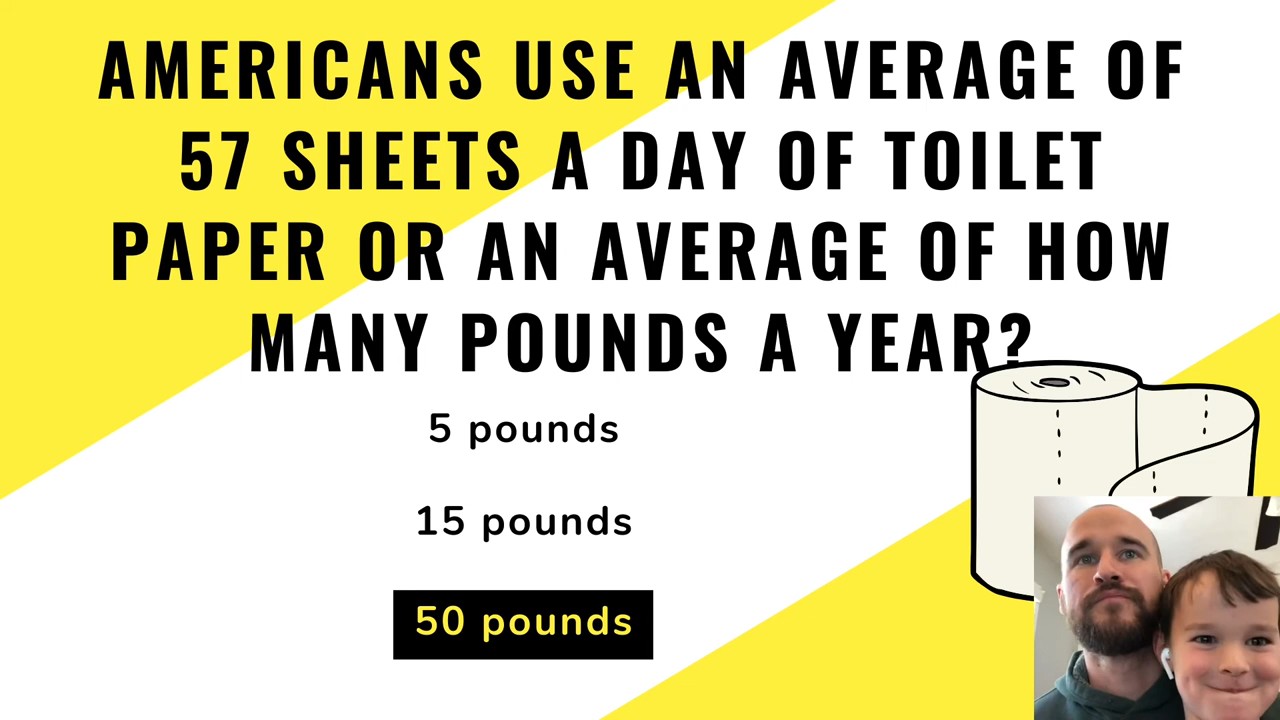 AMERICANS USE AN AVERAGE OF
57 SHEETS A DAY OF TOILET
PAPER OR AN AVERAGE OF HOW
MANY POUNDS A YEAR?
5 pounds
15 pounds
50 pounds